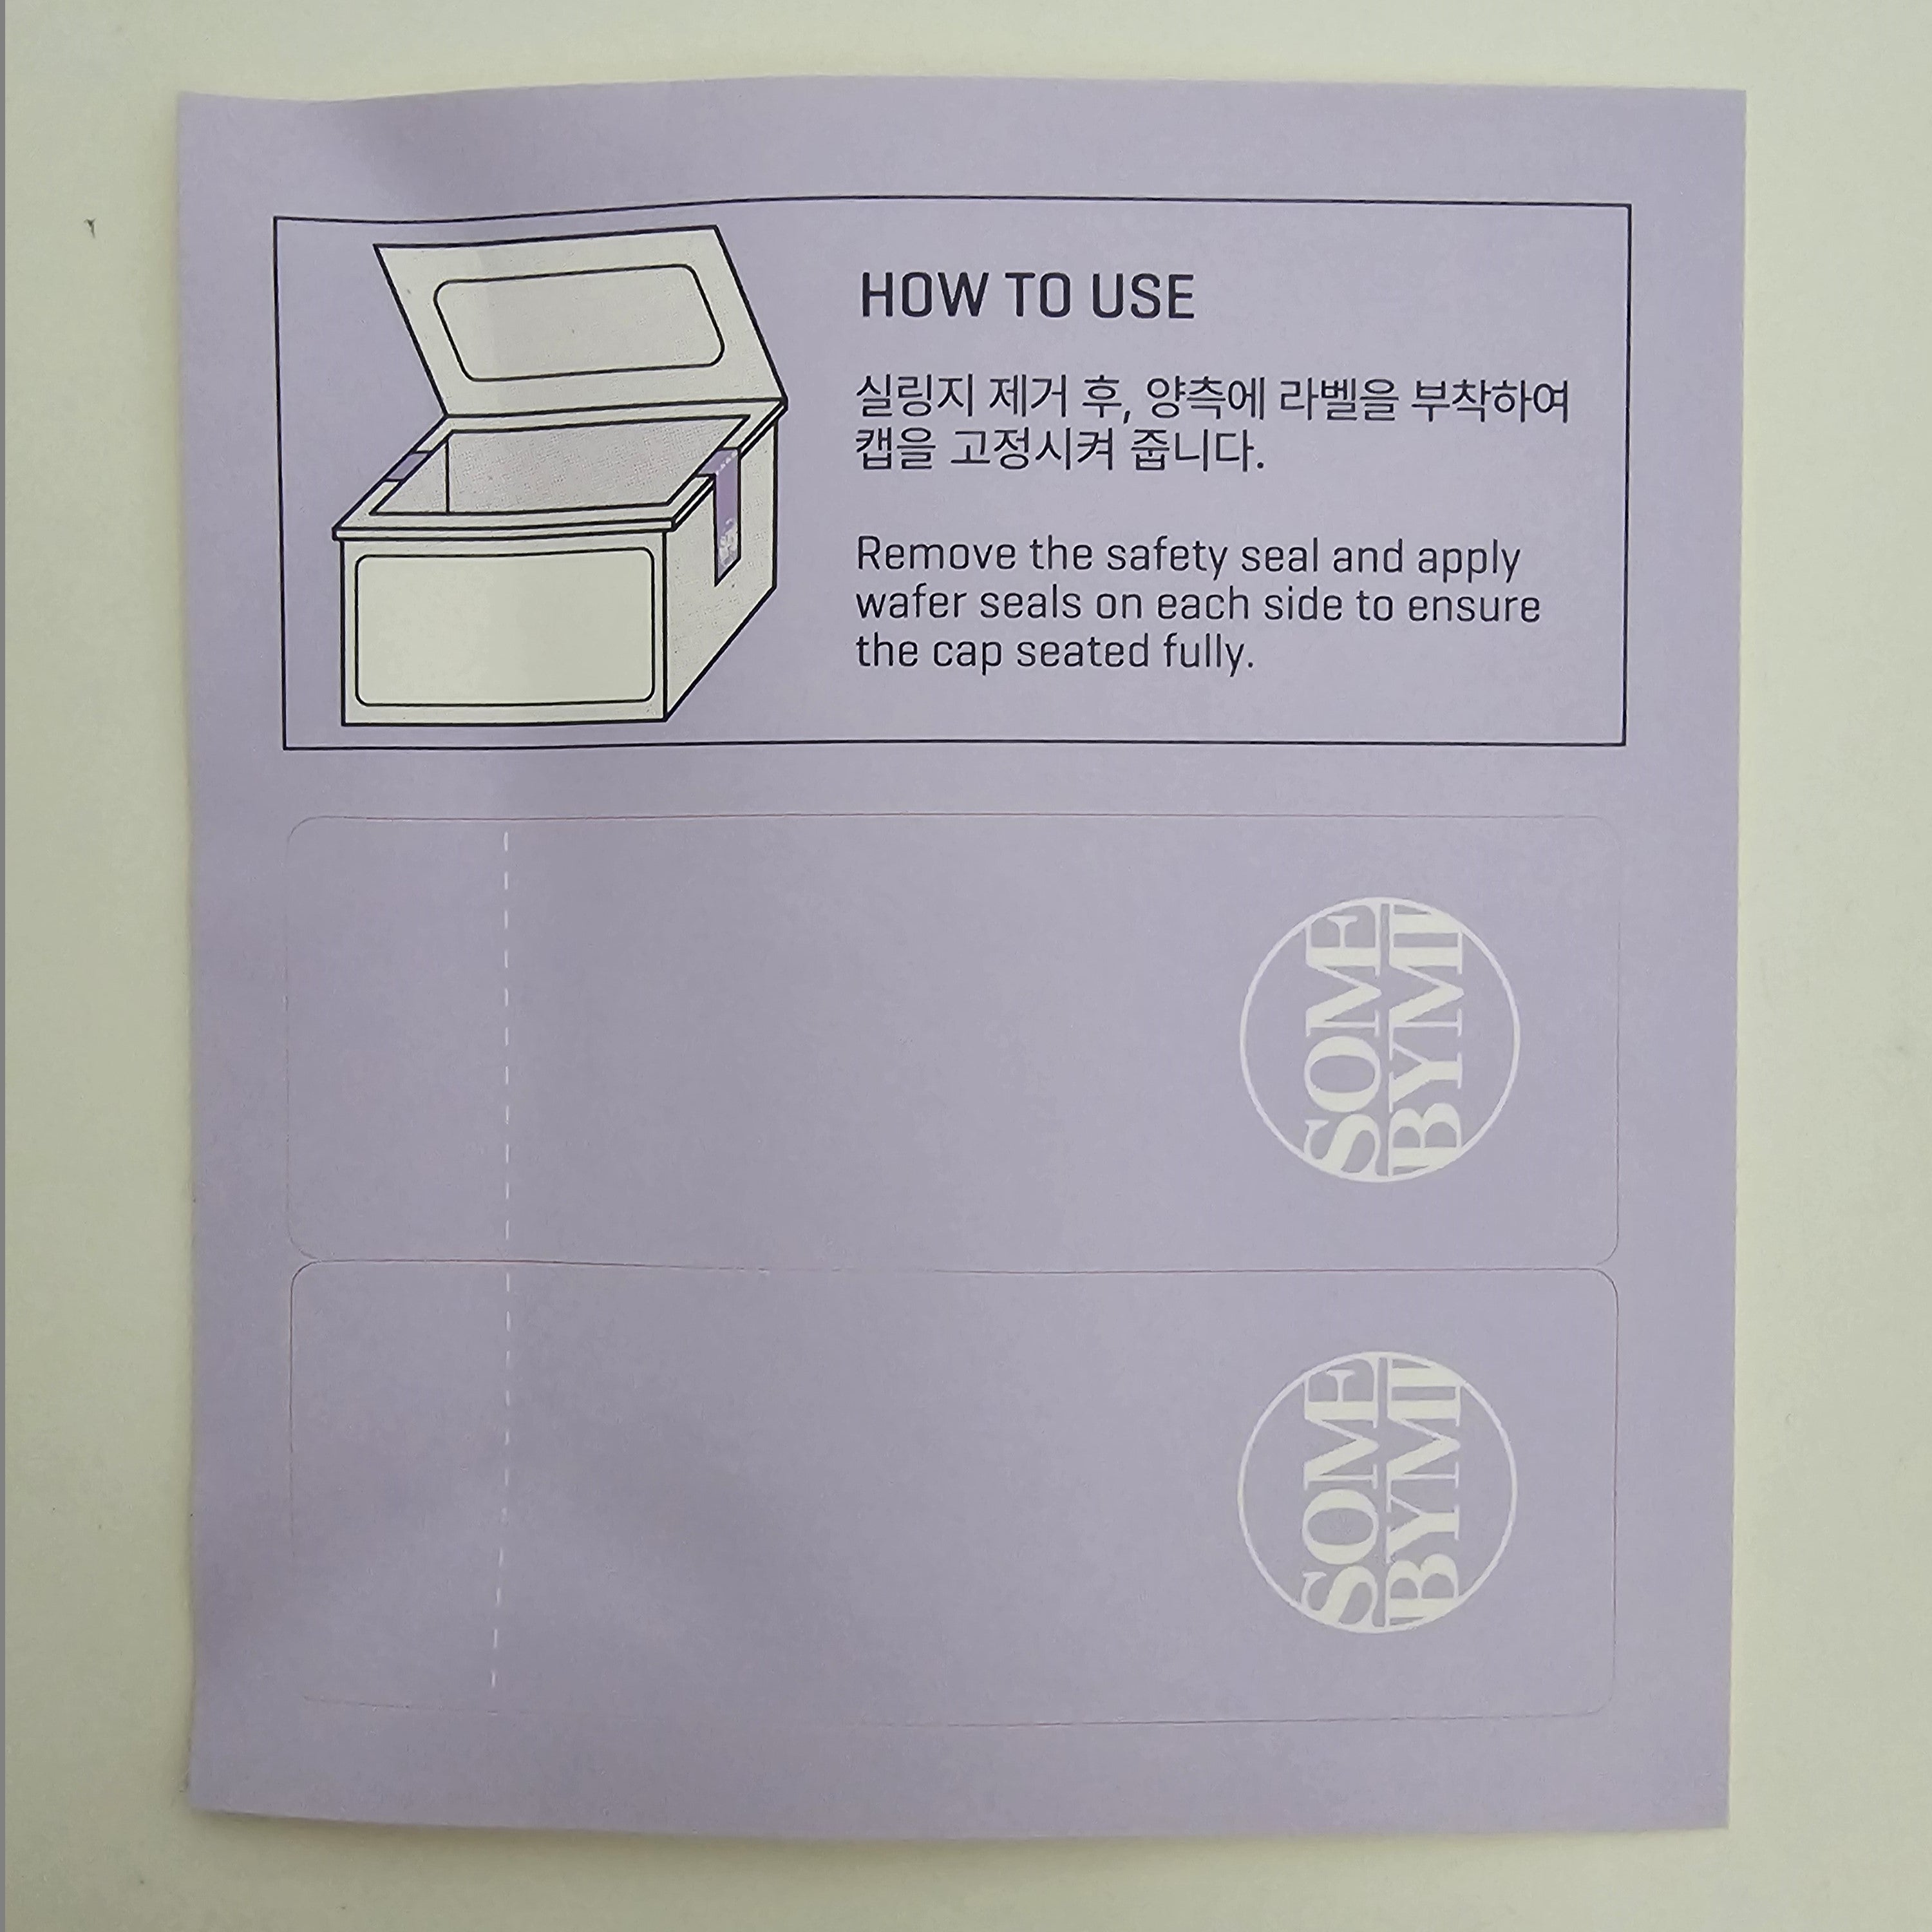 HOW TO USE
실링지 제거 후, 양측에 라벨을 부착하여
캡을 고정시켜 줍니다.
Remove the safety seal and apply
wafer seals on each side to ensure
the cap seated fully.
SOME
BYMI
SOME
BYMI